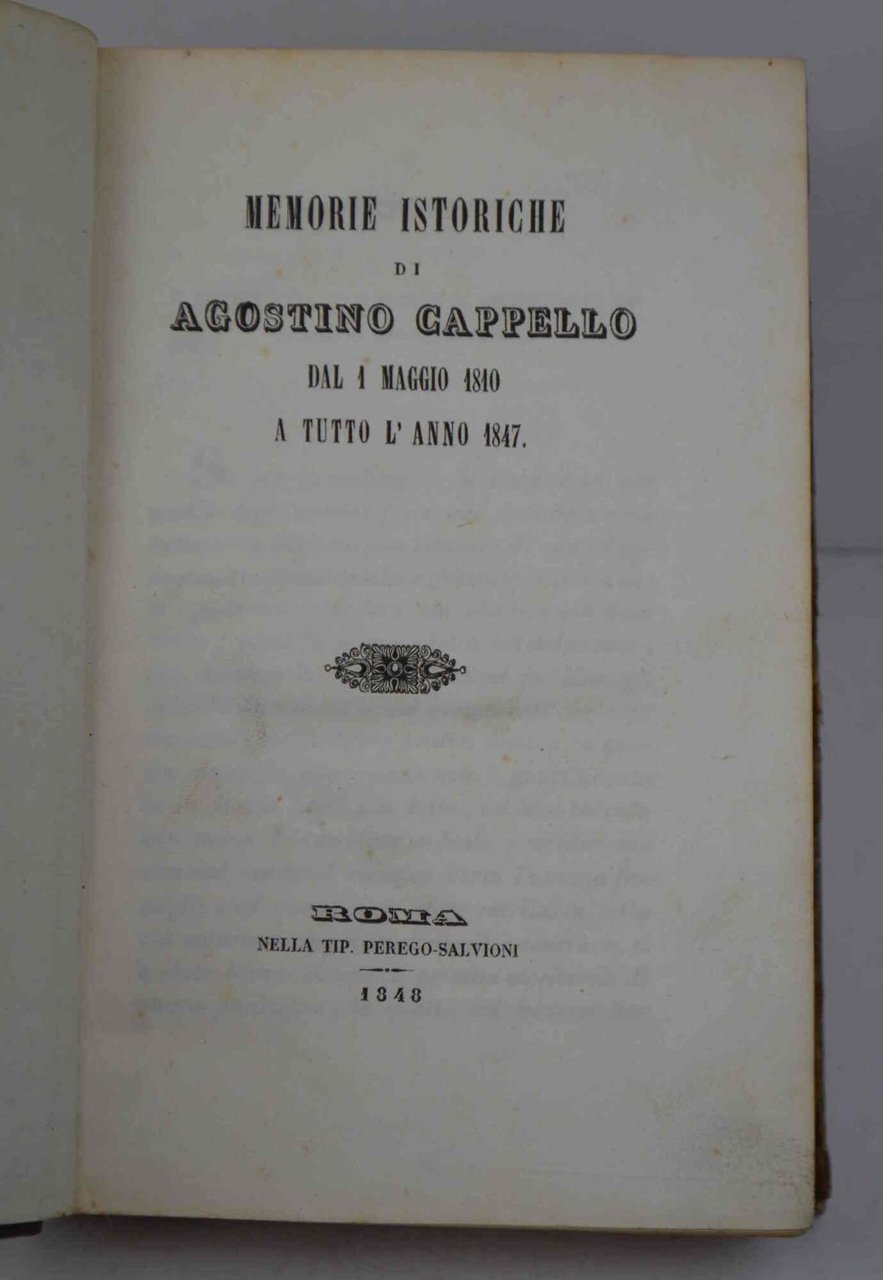 MEMORIE ISTORICHE
DI
AGOSTINO CAPPELLO
DAL 1 MAGGIO 1810
A TUTTO L' ANNO 1847.
ROMA
NELLA TIP. PEREGO-SALVIONI
1848